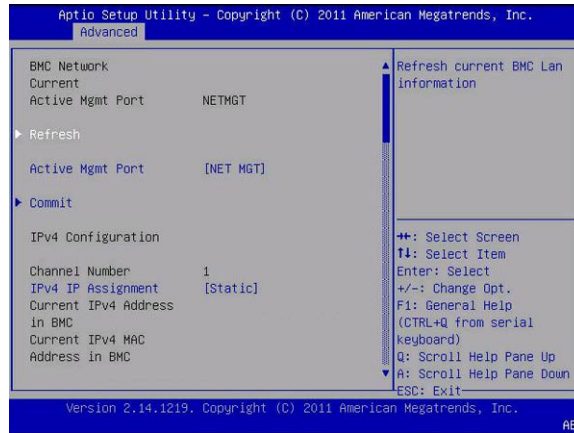 Aptio Setup Utility – Copyright (C) 2011 American Megatrends, Inc.
Advanced
BMC Network
Current
Active Mgmt Port NETMGT
Refresh
Active Mgmt Port [NET MGT]
Commit
IPv4 Configuration
Channel Number 1
IPv4 IP Assignment [Static]
Current IPv4 Address
in BMC
Current IPv4 MAC
Address in BMC
Refresh current BMC Lan
information
→←: Select Screen
↑↓: Select Item
Enter: Select
+/-: Change Opt.
F1: General Help
(CTRL+Q from serial
keyboard)
Q: Scroll Help Pane Up
A: Scroll Help Pane Down
ESC: Exit
Version 2.14.1219. Copyright (C) 2011 American Megatrends, Inc.
AB